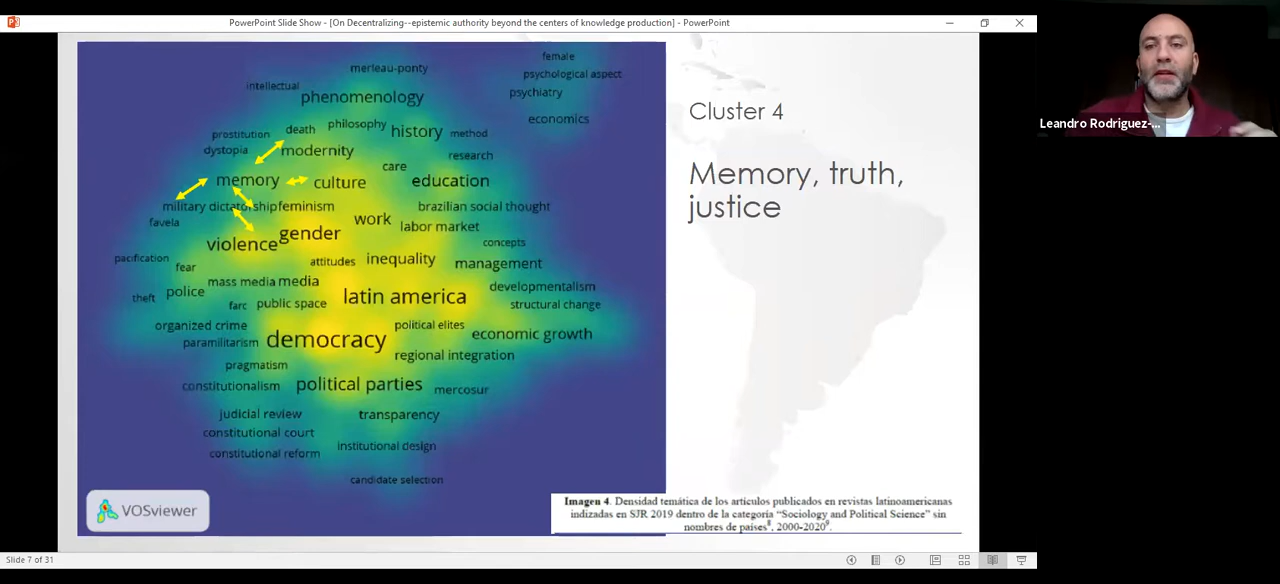 PowerPoint Slide Show - [On Decentralizing--epistemic authority beyond the centers of knowledge production] - PowerPoint
female
merleau-ponty
psychological aspect
intellectual
psychiatry
phenomenology
economics
prostitution
death
philosophy
history
method
dystopia
modernity
research
care
memory
culture
education
military dictatorship
feminism
brazilian social thought
favela
work
labor market
violence
gender
concepts
pacification
fear
attitudes
inequality
management
mass media
media
developmentalism
theft
police
farc
public space
latin america
structural change
organized crime
political elites
economic growth
paramilitarism
democracy
regional integration
pragmatism
constitutionalism
political parties
mercosur
judicial review
transparency
constitutional court
institutional design
constitutional reform
candidate selection
VOSviewer
Cluster 4
Memory, truth,
justice
Imagen 4. Densidad temática de los artículos publicados en revistas latinoamericanas
indizadas en SJR 2019 dentro de la categoría “Sociology and Political Science” sin
nombres de países⁸, 2000-2020⁹.
Leandro Rodriguez-...
Slide 7 of 31